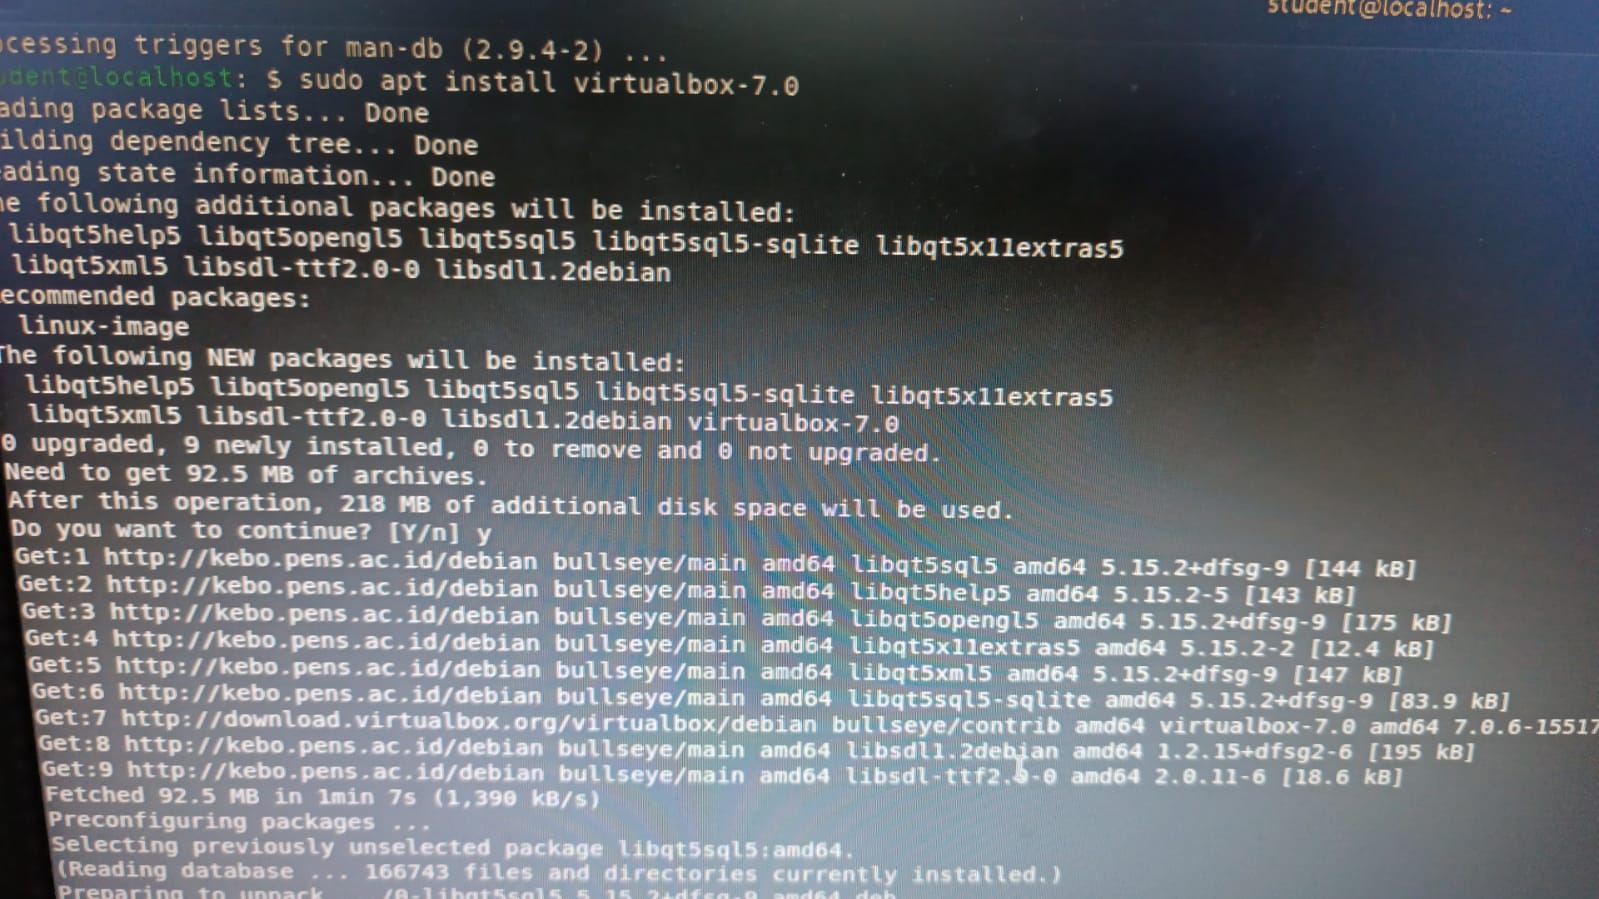 student@localhost: ~
cessing triggers for man-db (2.9.4-2) ...
dent@localhost: $ sudo apt install virtualbox-7.0
ading package lists... Done
ilding dependency tree... Done
ading state information... Done
e following additional packages will be installed:
libqt5help5 libqt5opengl5 libqt5sql5 libqt5sql5-sqlite libqt5x11extras5
libqt5xml5 libsdl-ttf2.0-0 libsdl1.2debian
ecommended packages:
linux-image
The following NEW packages will be installed:
libqt5help5 libqt5opengl5 libqt5sql5 libqt5sql5-sqlite libqt5x11extras5
libqt5xml5 libsdl-ttf2.0-0 libsdl1.2debian virtualbox-7.0
0 upgraded, 9 newly installed, 0 to remove and 0 not upgraded.
Need to get 92.5 MB of archives.
After this operation, 218 MB of additional disk space will be used.
Do you want to continue? [Y/n] y
Get:1 http://kebo.pens.ac.id/debian bullseye/main amd64 libqt5sql5 amd64 5.15.2+dfsg-9 [144 kB]
Get:2 http://kebo.pens.ac.id/debian bullseye/main amd64 libqt5help5 amd64 5.15.2-5 [143 kB]
Get:3 http://kebo.pens.ac.id/debian bullseye/main amd64 libqt5opengl5 amd64 5.15.2+dfsg-9 [175 kB]
Get:4 http://kebo.pens.ac.id/debian bullseye/main amd64 libqt5x11extras5 amd64 5.15.2-2 [12.4 kB]
Get:5 http://kebo.pens.ac.id/debian bullseye/main amd64 libqt5xml5 amd64 5.15.2+dfsg-9 [147 kB]
Get:6 http://kebo.pens.ac.id/debian bullseye/main amd64 libqt5sql5-sqlite amd64 5.15.2+dfsg-9 [83.9 kB]
Get:7 http://download.virtualbox.org/virtualbox/debian bullseye/contrib amd64 virtualbox-7.0 amd64 7.0.6-15517
Get:8 http://kebo.pens.ac.id/debian bullseye/main amd64 libsdl1.2debian amd64 1.2.15+dfsg2-6 [195 kB]
Get:9 http://kebo.pens.ac.id/debian bullseye/main amd64 libsdl-ttf2.0-0 amd64 2.0.11-6 [18.6 kB]
Fetched 92.5 MB in 1min 7s (1,390 kB/s)
Preconfiguring packages ...
Selecting previously unselected package libqt5sql5:amd64.
(Reading database ... 166743 files and directories currently installed.)
Preparing to unpack .../0-libqt5sql5_5.15.2+dfsg-9_amd64.deb